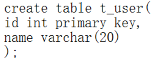 create table t_user(
id int primary key,
name varchar(20)
);